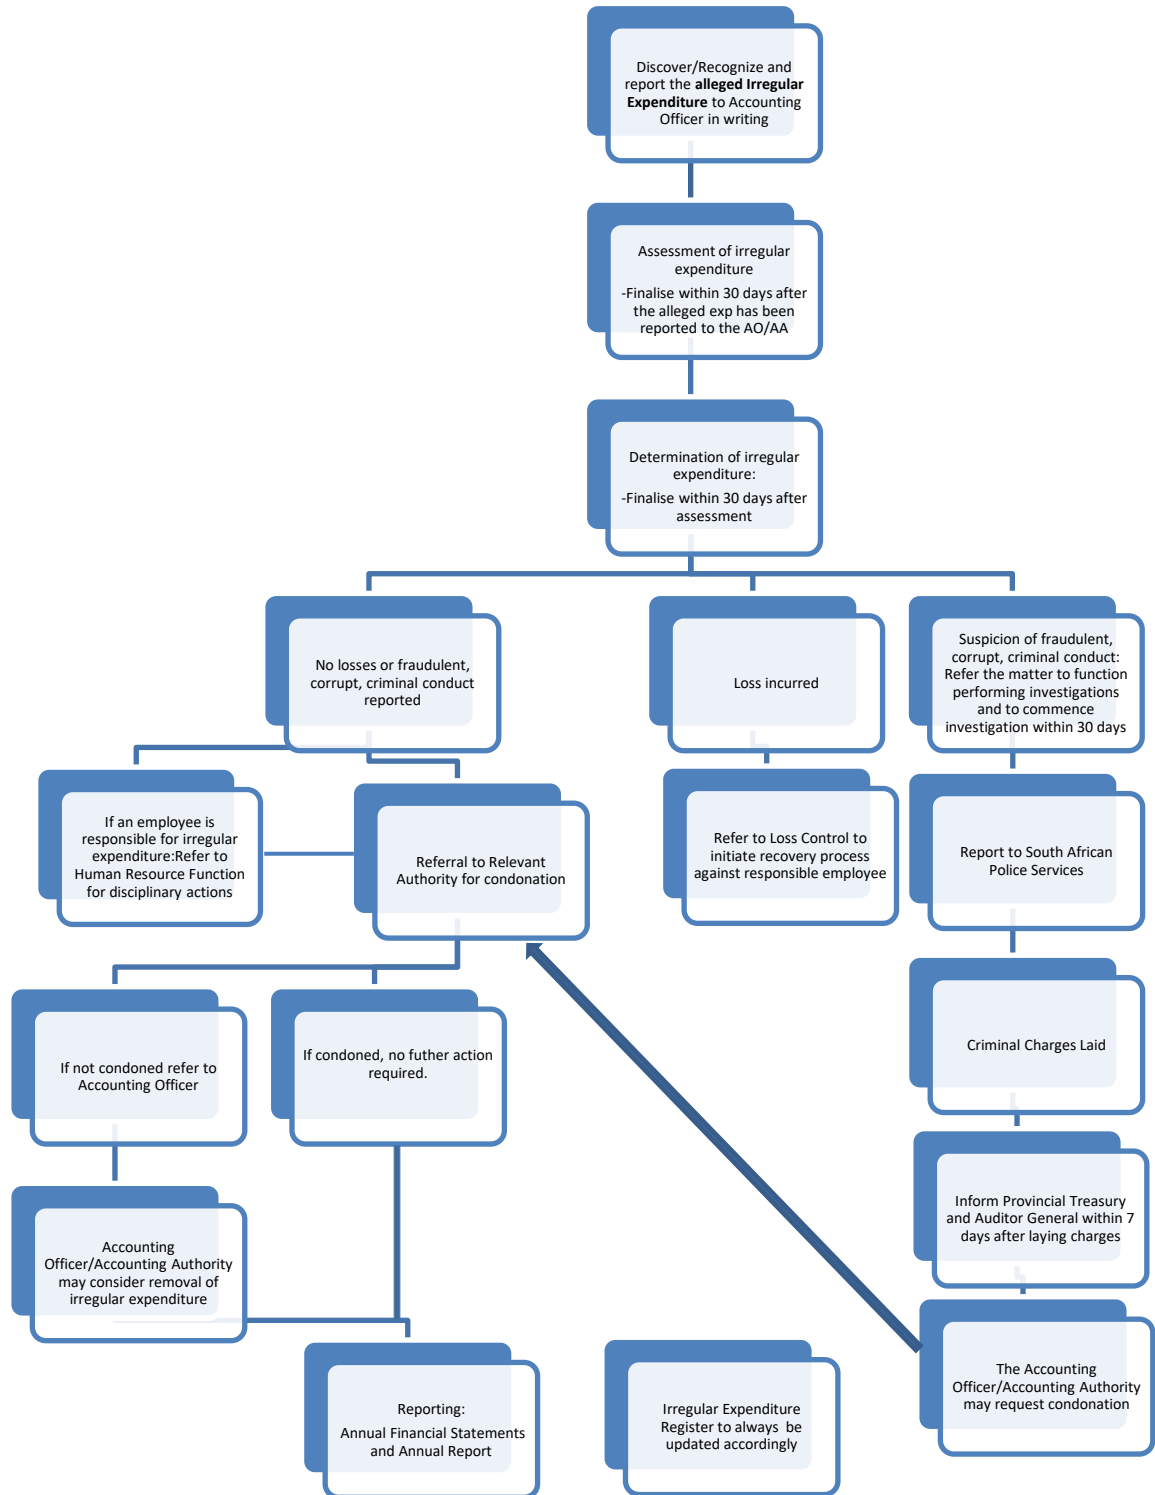 Discover/Recognize and
report the alleged Irregular
Expenditure to Accounting
Officer in writing
Assessment of irregular
expenditure
-Finalise within 30 days after
the alleged exp has been
reported to the AO/AA
Determination of irregular
expenditure:
-Finalise within 30 days after
assessment
No losses or fraudulent,
corrupt, criminal conduct
reported
Loss incurred
Suspicion of fraudulent,
corrupt, criminal conduct:
Refer the matter to function
performing investigations
and to commence
investigation within 30 days
If an employee is
responsible for irregular
expenditure:Refer to
Human Resource Function
for disciplinary actions
Referral to Relevant
Authority for condonation
Refer to Loss Control to
initiate recovery process
against responsible employee
Report to South African
Police Services
If not condoned refer to
Accounting Officer
If condoned, no futher action
required.
Criminal Charges Laid
Accounting
Officer/Accounting Authority
may consider removal of
irregular expenditure
Inform Provincial Treasury
and Auditor General within 7
days after laying charges
Reporting:
Annual Financial Statements
and Annual Report
Irregular Expenditure
Register to always  be
updated accordingly
The Accounting
Officer/Accounting Authority
may request condonation